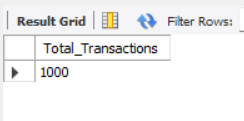 Result Grid Filter Rows:
Total_Transactions
1000